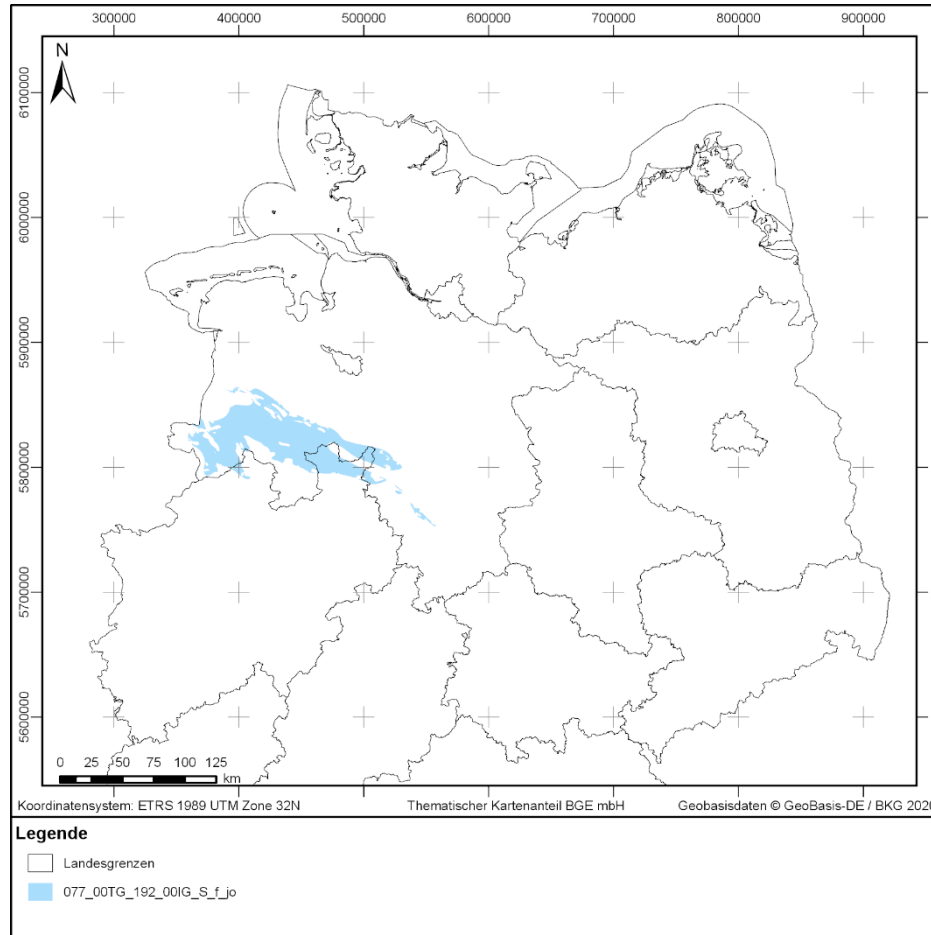 300000 400000 500000 600000 700000 800000 900000
N
6100000
6000000
5900000
5800000
5700000
5600000
0 25 50 75 100 125
km
Koordinatensystem: ETRS 1989 UTM Zone 32N Thematischer Kartenanteil BGE mbH Geobasisdaten © GeoBasis-DE / BKG 2020
Legende
Landesgrenzen
077_00TG_192_00IG_S_f_jo